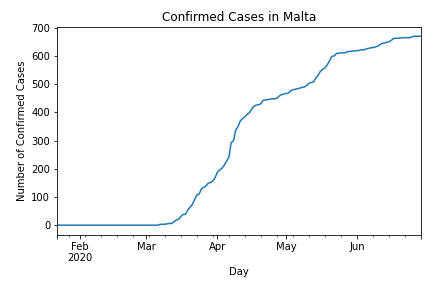 Confirmed Cases in Malta
700
600
500
400
300
200
100
0
Number of Confirmed Cases
Feb Mar Apr May Jun
2020
Day